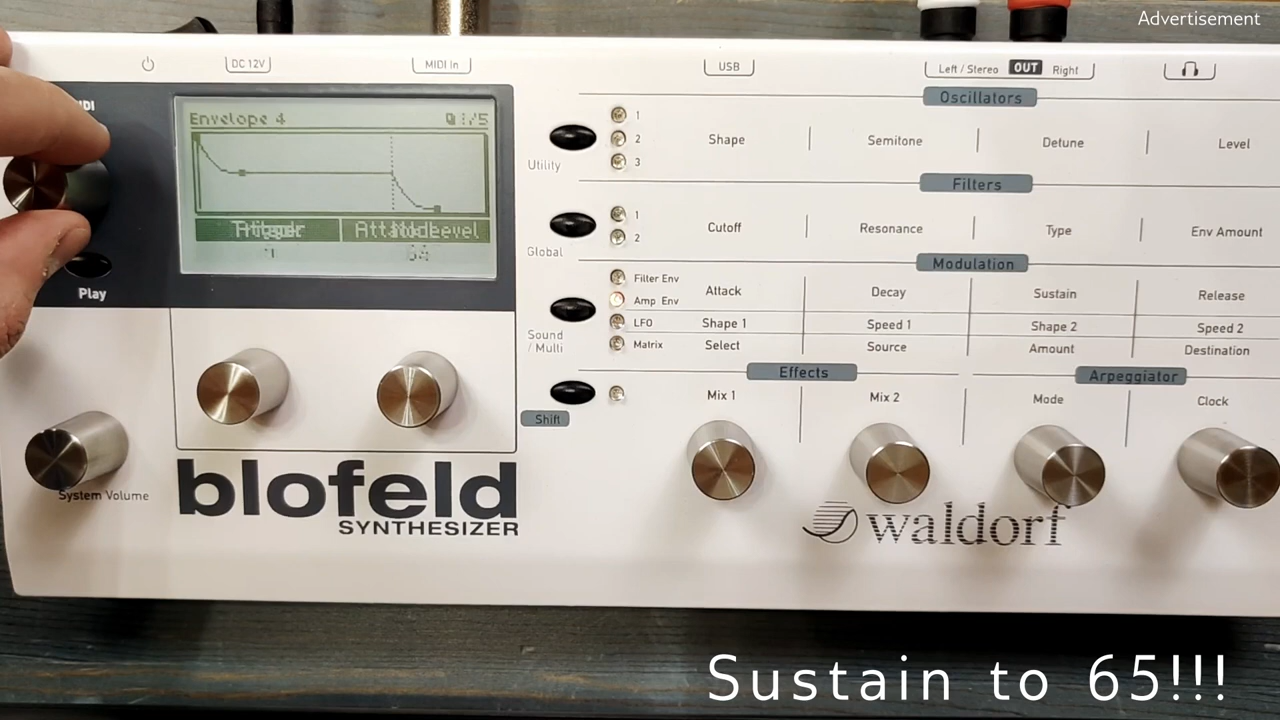 Advertisement
DC 12V
MIDI In
USB
Left / Stereo OUT Right
Oscillators
1
2
3
Shape Semitone Detune Level
Utility
Envelope 4 1/5
Filters
1
2
Cutoff Resonance Type Env Amount
Global
Modulation
Filter Env
Amp Env
LFO
Matrix
Attack Decay Sustain Release
Shape 1 Speed 1 Shape 2 Speed 2
Select Source Amount Destination
Sound
/ Multi
Play
Effects Arpeggiator
Mix 1 Mix 2 Mode Clock
Shift
System Volume
blofeld
SYNTHESIZER
waldorf
Sustain to 65!!!